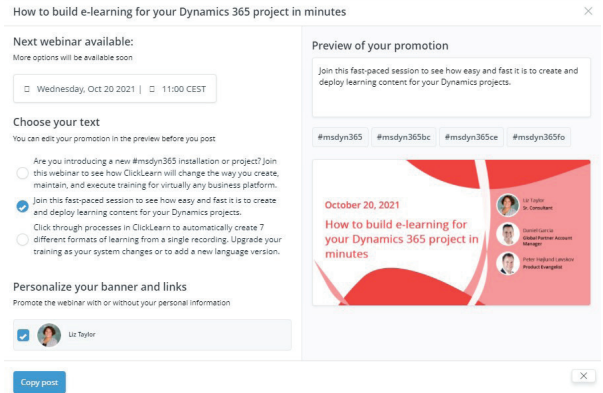 How to build e-learning for your Dynamics 365 project in minutes
Next webinar available:
More options will be available soon
Wednesday, Oct 20 2021 | 11:00 CEST
Choose your text
You can edit your promotion in the preview before you post
Are you introducing a new #msdyn365 installation or project? Join
this webinar to see how ClickLearn will change the way you create,
maintain, and execute training for virtually any business platform.
Join this fast-paced session to see how easy and fast it is to create
and deploy learning content for your Dynamics projects.
Click through processes in ClickLearn to automatically create 7
different formats of learning from a single recording. Upgrade your
training as your system changes or to add a new language version.
Personalize your banner and links
Promote the webinar with or without your personal information
Liz Taylor
Copy post
Preview of your promotion
Join this fast-paced session to see how easy and fast it is to create and
deploy learning content for your Dynamics projects.
#msdyn365 #msdyn365bc #msdyn365ce #msdyn365fo
October 20, 2021
How to build e-learning for
your Dynamics 365 project in
minutes
Liz Taylor
Sr. Consultant
Garcia
Global Partner Account
Manager
Peter
Product Evangelist